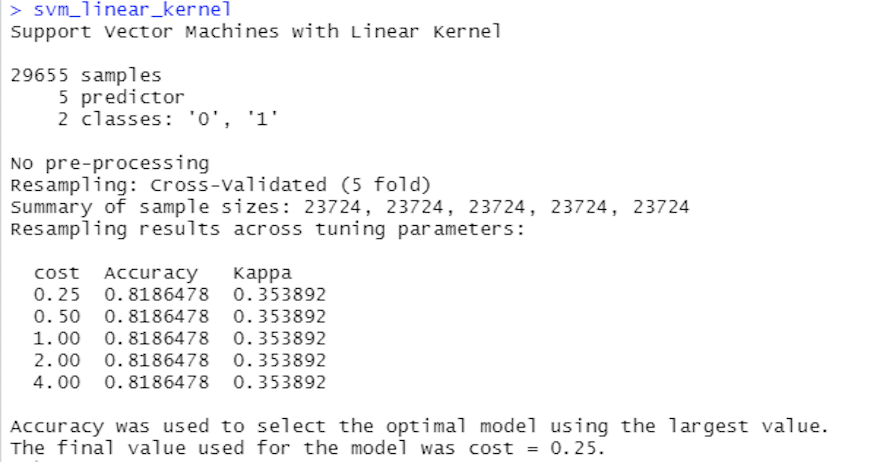 > svm_linear_kernel
Support Vector Machines with Linear Kernel
29655 samples
5 predictor
2 classes: '0', '1'
No pre-processing
Resampling: Cross-Validated (5 fold)
Summary of sample sizes: 23724, 23724, 23724, 23724, 23724
Resampling results across tuning parameters:
cost Accuracy Kappa
0.25 0.8186478 0.353892
0.50 0.8186478 0.353892
1.00 0.8186478 0.353892
2.00 0.8186478 0.353892
4.00 0.8186478 0.353892
Accuracy was used to select the optimal model using the largest value.
The final value used for the model was cost = 0.25.